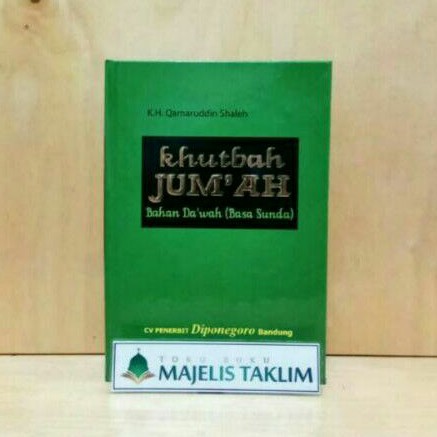 K.H. Qamaruddin Shaleh
khutbah
JUM'AH
Bahan Da'wah (Basa Sunda)
CV PENERBIT Diponegoro Bandung
TOKO BUKU
MAJELIS TAKLIM